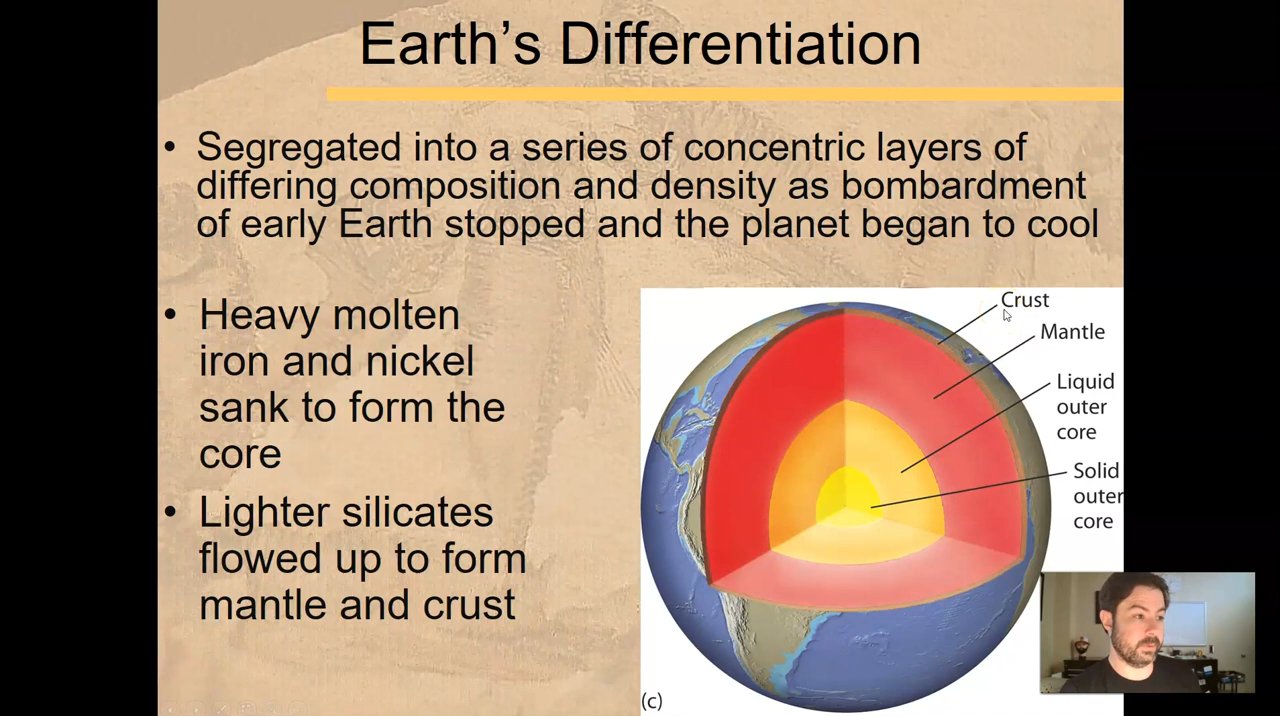 Earth’s Differentiation
• Segregated into a series of concentric layers of
differing composition and density as bombardment
of early Earth stopped and the planet began to cool
• Heavy molten
iron and nickel
sank to form the
core
• Lighter silicates
flowed up to form
mantle and crust
Crust
Mantle
Liquid
outer
core
Solid
outer
core
(c)